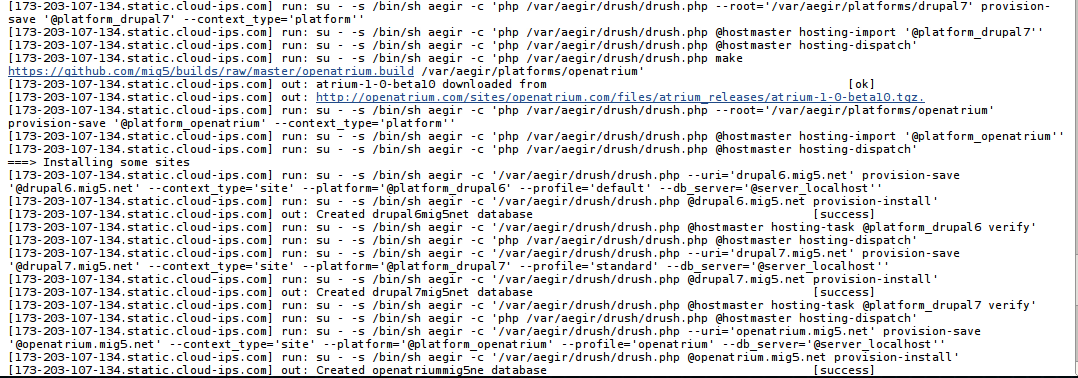 [173-203-107-134.static.cloud-ips.com] run: su - -s /bin/sh aegir -c 'php /var/aegir/drush/drush.php --root='/var/aegir/platforms/drupal7' provision-
save '@platform_drupal7' --context_type='platform''
[173-203-107-134.static.cloud-ips.com] run: su - -s /bin/sh aegir -c 'php /var/aegir/drush/drush.php @hostmaster hosting-import '@platform_drupal7''
[173-203-107-134.static.cloud-ips.com] run: su - -s /bin/sh aegir -c 'php /var/aegir/drush/drush.php @hostmaster hosting-dispatch'
[173-203-107-134.static.cloud-ips.com] run: su - -s /bin/sh aegir -c 'php /var/aegir/drush/drush.php make
https://github.com/mig5/builds/raw/master/openatrium.build /var/aegir/platforms/openatrium'
[173-203-107-134.static.cloud-ips.com] out: atrium-1-0-beta10 downloaded from [ok]
[173-203-107-134.static.cloud-ips.com] out: http://openatrium.com/sites/openatrium.com/files/atrium_releases/atrium-1-0-beta10.tgz.
[173-203-107-134.static.cloud-ips.com] run: su - -s /bin/sh aegir -c 'php /var/aegir/drush/drush.php --root='/var/aegir/platforms/openatrium'
provision-save '@platform_openatrium' --context_type='platform''
[173-203-107-134.static.cloud-ips.com] run: su - -s /bin/sh aegir -c 'php /var/aegir/drush/drush.php @hostmaster hosting-import '@platform_openatrium''
[173-203-107-134.static.cloud-ips.com] run: su - -s /bin/sh aegir -c 'php /var/aegir/drush/drush.php @hostmaster hosting-dispatch'
===> Installing some sites
[173-203-107-134.static.cloud-ips.com] run: su - -s /bin/sh aegir -c '/var/aegir/drush/drush.php --uri='drupal6.mig5.net' provision-save
'@drupal6.mig5.net' --context_type='site' --platform='@platform_drupal6' --profile='default' --db_server='@server_localhost''
[173-203-107-134.static.cloud-ips.com] run: su - -s /bin/sh aegir -c '/var/aegir/drush/drush.php @drupal6.mig5.net provision-install'
[173-203-107-134.static.cloud-ips.com] out: Created drupal6mig5net database [success]
[173-203-107-134.static.cloud-ips.com] run: su - -s /bin/sh aegir -c '/var/aegir/drush/drush.php @hostmaster hosting-task @platform_drupal6 verify'
[173-203-107-134.static.cloud-ips.com] run: su - -s /bin/sh aegir -c 'php /var/aegir/drush/drush.php @hostmaster hosting-dispatch'
[173-203-107-134.static.cloud-ips.com] run: su - -s /bin/sh aegir -c '/var/aegir/drush/drush.php --uri='drupal7.mig5.net' provision-save
'@drupal7.mig5.net' --context_type='site' --platform='@platform_drupal7' --profile='standard' --db_server='@server_localhost''
[173-203-107-134.static.cloud-ips.com] run: su - -s /bin/sh aegir -c '/var/aegir/drush/drush.php @drupal7.mig5.net provision-install'
[173-203-107-134.static.cloud-ips.com] out: Created drupal7mig5net database [success]
[173-203-107-134.static.cloud-ips.com] run: su - -s /bin/sh aegir -c '/var/aegir/drush/drush.php @hostmaster hosting-task @platform_drupal7 verify'
[173-203-107-134.static.cloud-ips.com] run: su - -s /bin/sh aegir -c 'php /var/aegir/drush/drush.php @hostmaster hosting-dispatch'
[173-203-107-134.static.cloud-ips.com] run: su - -s /bin/sh aegir -c '/var/aegir/drush/drush.php --uri='openatrium.mig5.net' provision-save
'@openatrium.mig5.net' --context_type='site' --platform='@platform_openatrium' --profile='openatrium' --db_server='@server_localhost''
[173-203-107-134.static.cloud-ips.com] run: su - -s /bin/sh aegir -c '/var/aegir/drush/drush.php @openatrium.mig5.net provision-install'
[173-203-107-134.static.cloud-ips.com] out: Created openatriummig5ne database [success]